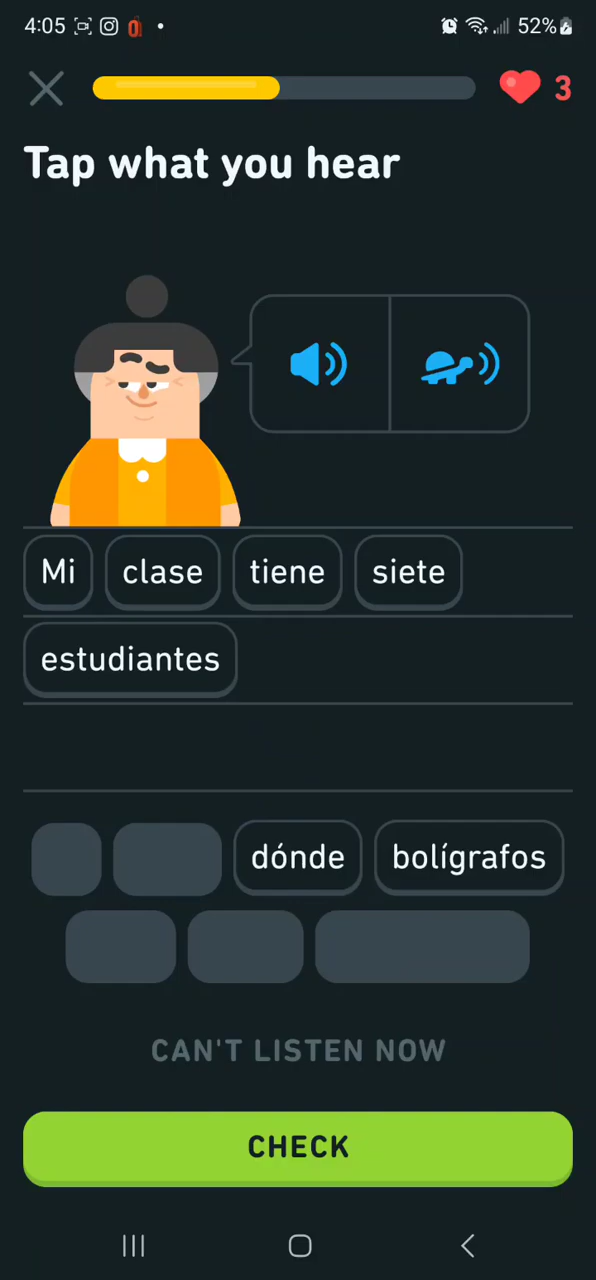 4:05 52%
3
Tap what you hear
Mi clase tiene siete
estudiantes
dónde bolígrafos
CAN'T LISTEN NOW
CHECK